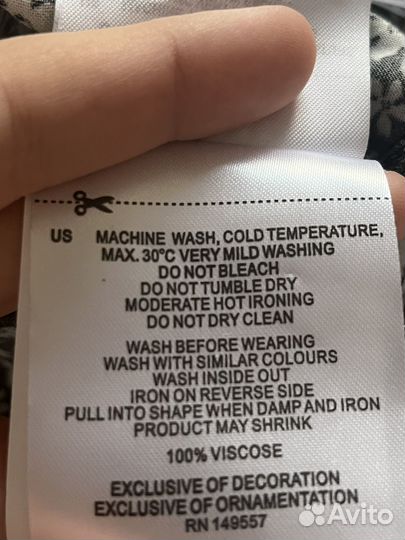 US MACHINE WASH, COLD TEMPERATURE,
MAX. 30°C VERY MILD WASHING
DO NOT BLEACH
DO NOT TUMBLE DRY
MODERATE HOT IRONING
DO NOT DRY CLEAN
WASH BEFORE WEARING
WASH WITH SIMILAR COLOURS
WASH INSIDE OUT
IRON ON REVERSE SIDE
PULL INTO SHAPE WHEN DAMP AND IRON
PRODUCT MAY SHRINK
100% VISCOSE
EXCLUSIVE OF DECORATION
EXCLUSIVE OF ORNAMENTATION
RN 149557
Avito